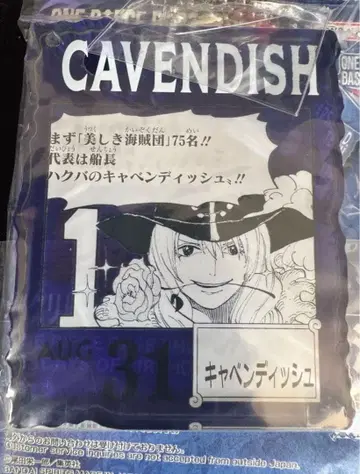 CAVENDISH
まず「美しき海賊団」75名!!
代表は船長
ハクバのキャベンディッシュ〟!!
1
AUG
31
キャベンディッシュ
Customer service inquiries are not accepted from outside Japan.